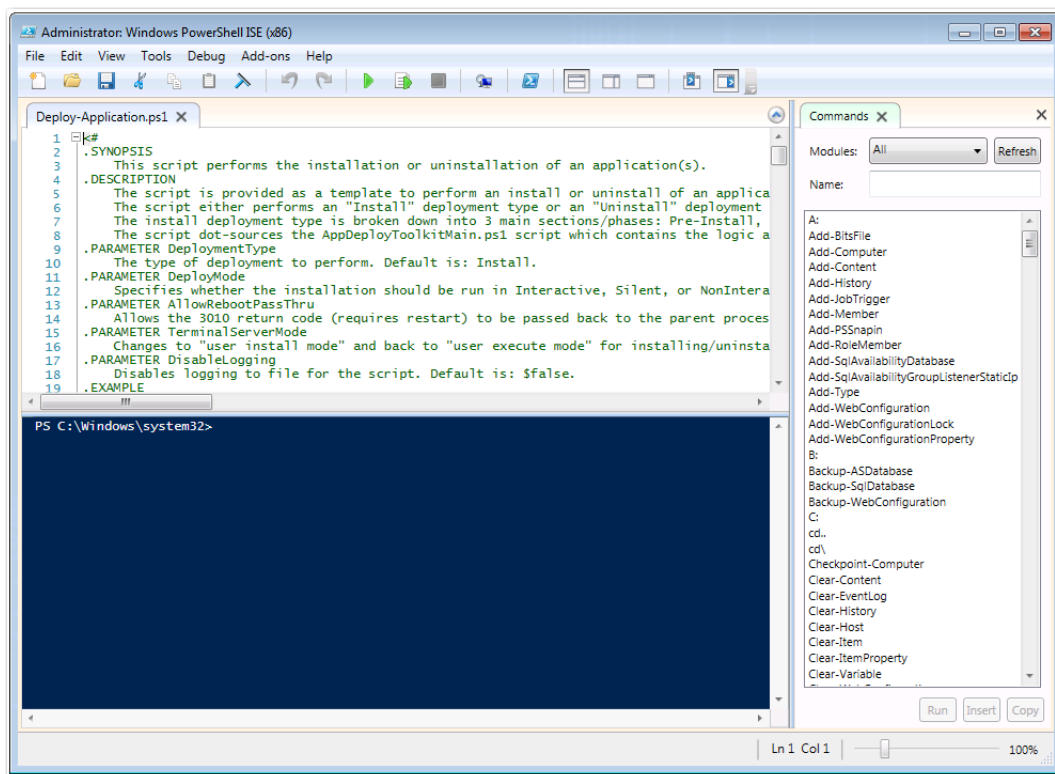 Administrator: Windows PowerShell ISE (x86)
File Edit View Tools Debug Add-ons Help
Deploy-Application.ps1
1 <#
2 .SYNOPSIS
3 This script performs the installation or uninstallation of an application(s).
4 .DESCRIPTION
5 The script is provided as a template to perform an install or uninstall of an applica
6 The script either performs an "Install" deployment type or an "Uninstall" deployment
7 The install deployment type is broken down into 3 main sections/phases: Pre-Install,
8 The script dot-sources the AppDeployToolkitMain.ps1 script which contains the logic a
9 .PARAMETER DeploymentType
10 The type of deployment to perform. Default is: Install.
11 .PARAMETER DeployMode
12 Specifies whether the installation should be run in Interactive, Silent, or NonIntera
13 .PARAMETER AllowRebootPassThru
14 Allows the 3010 return code (requires restart) to be passed back to the parent proces
15 .PARAMETER TerminalServerMode
16 Changes to "user install mode" and back to "user execute mode" for installing/uninsta
17 .PARAMETER DisableLogging
18 Disables logging to file for the script. Default is: $false.
19 .EXAMPLE
PS C:\Windows\system32>
Commands
Modules: All Refresh
Name:
A:
Add-BitsFile
Add-Computer
Add-Content
Add-History
Add-JobTrigger
Add-Member
Add-PSSnapin
Add-RoleMember
Add-SqlAvailabilityDatabase
Add-SqlAvailabilityGroupListenerStaticIp
Add-Type
Add-WebConfiguration
Add-WebConfigurationLock
Add-WebConfigurationProperty
B:
Backup-ASDatabase
Backup-SqlDatabase
Backup-WebConfiguration
C:
cd..
cd\
Checkpoint-Computer
Clear-Content
Clear-EventLog
Clear-History
Clear-Host
Clear-Item
Clear-ItemProperty
Clear-Variable
Run Insert Copy
Ln 1 Col 1 100%